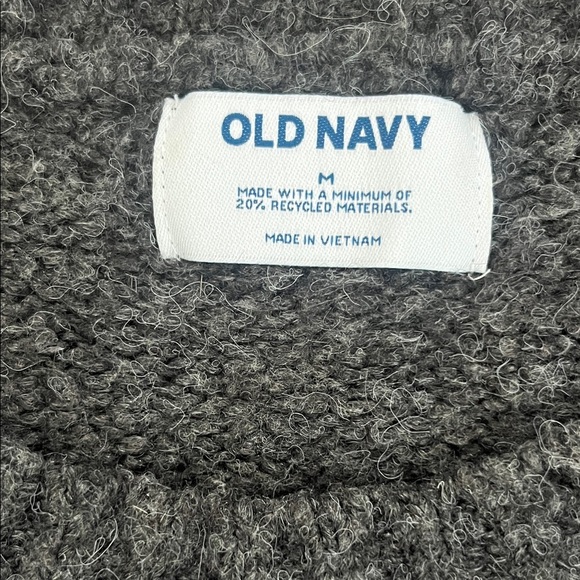 OLD NAVY
M
MADE WITH A MINIMUM OF
20% RECYCLED MATERIALS.
MADE IN VIETNAM